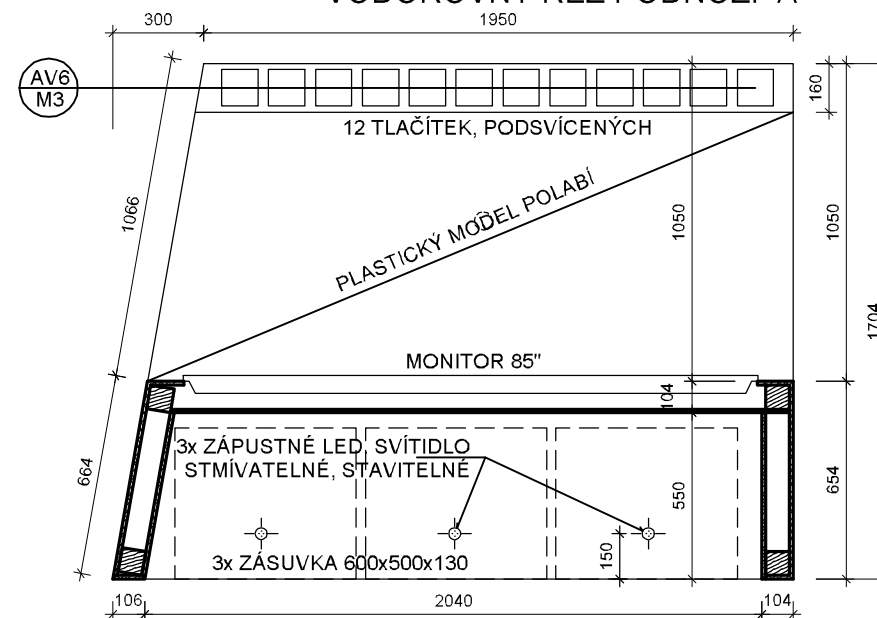 300
1950
AV6
M3
160
12 TLAČÍTEK, PODSVÍCENÝCH
1066
PLASTICKÝ MODEL POLABÍ
1050
1050
1704
MONITOR 85"
104
3x ZÁPUSTNÉ LED, SVÍTIDLO
STMÍVATELNÉ, STAVITELNÉ
664
550
654
150
3x ZÁSUVKA 600x500x130
106
2040
104